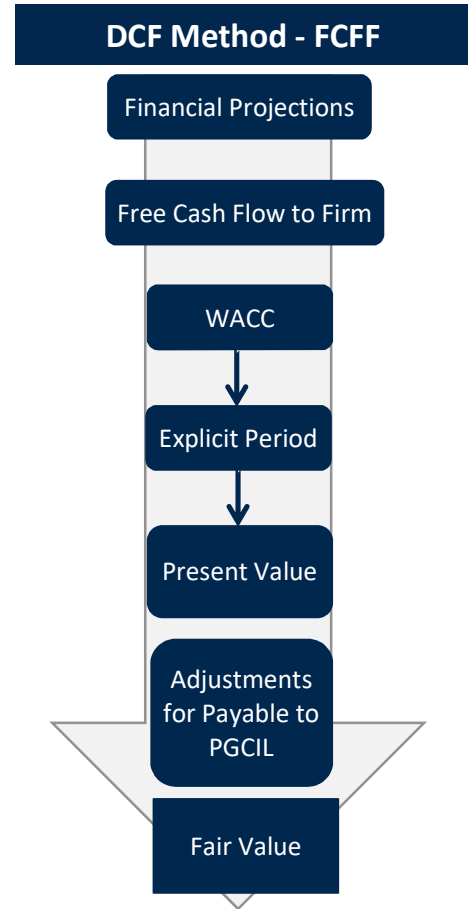 DCF Method - FCFF
Financial Projections
Free Cash Flow to Firm
WACC
Explicit Period
Present Value
Adjustments
for Payable to
PGCIL
Fair Value